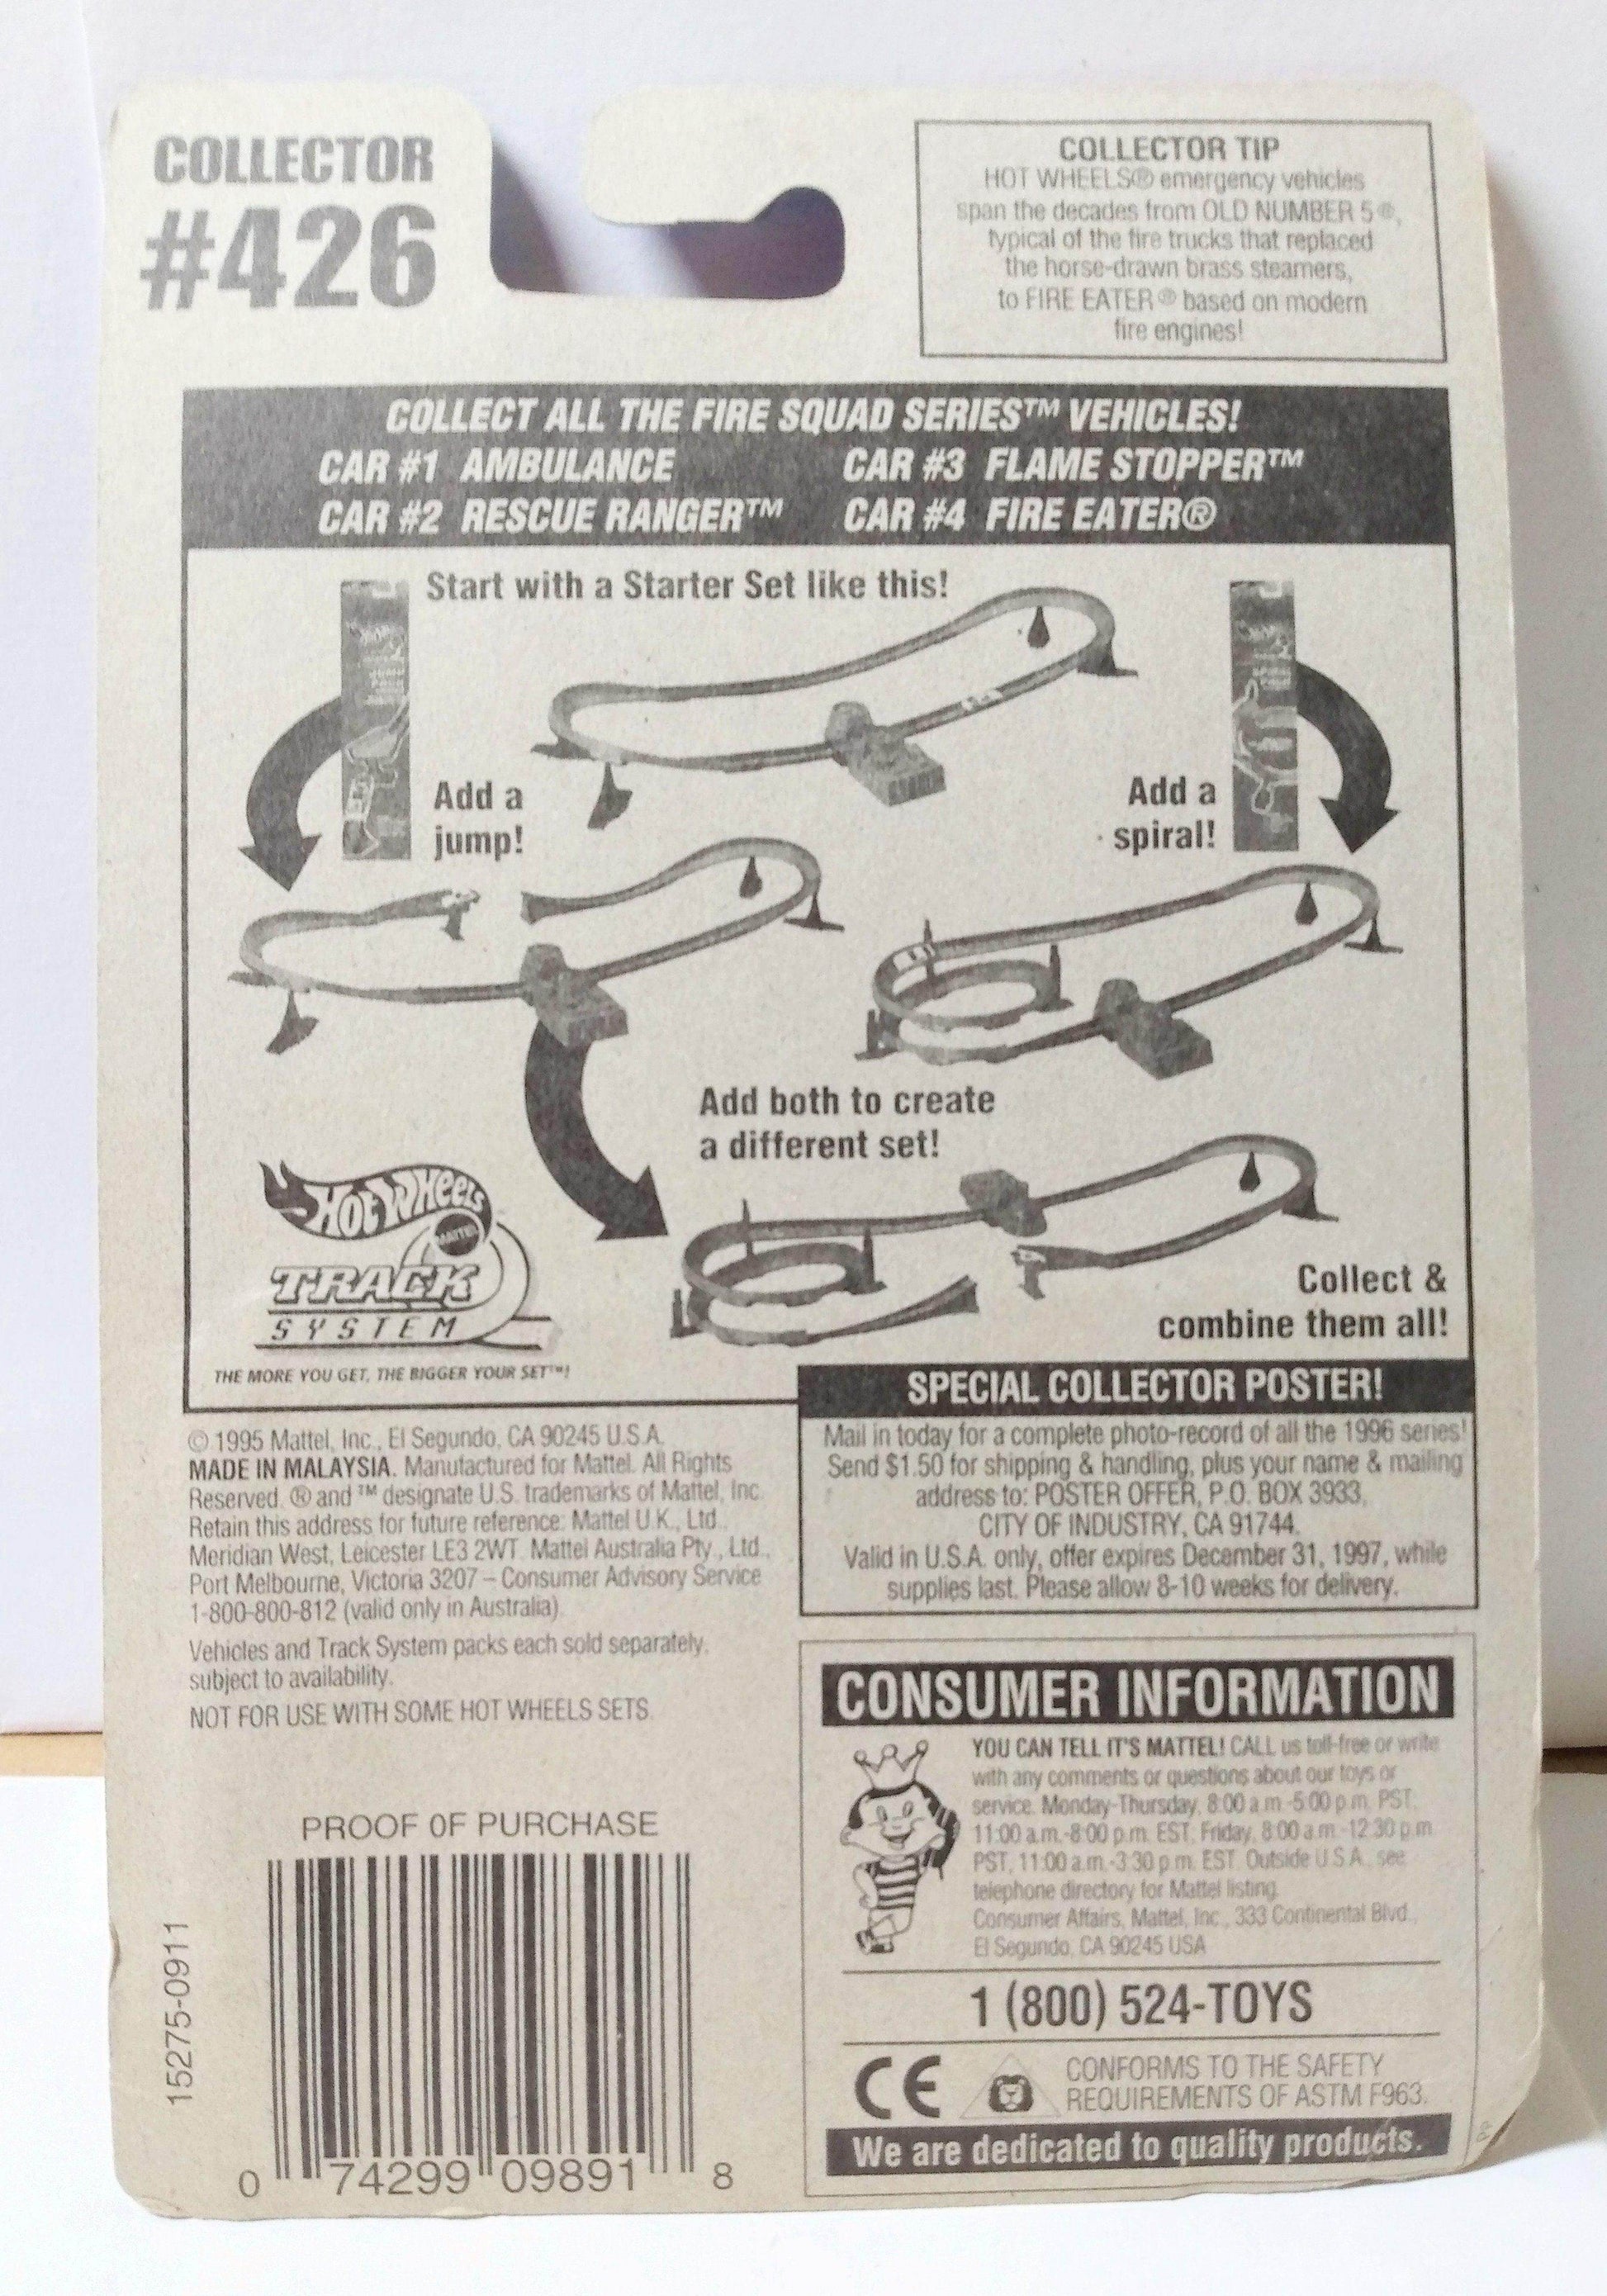 COLLECTOR
#426
COLLECTOR TIP
HOT WHEELS® emergency vehicles
span the decades from OLD NUMBER 5®,
typical of the fire trucks that replaced
the horse-drawn brass steamers,
to FIRE EATER® based on modern
fire engines!
COLLECT ALL THE FIRE SQUAD SERIES™ VEHICLES!
CAR #1 AMBULANCE
CAR #3 FLAME STOPPER™
CAR #2 RESCUE RANGER™
CAR #4 FIRE EATER®
Start with a Starter Set like this!
Add a
jump!
Add a
spiral!
Add both to create
a different set!
Collect &
combine them all!
HOT WHEELS
MATTEL
TRACK
SYSTEM
THE MORE YOU GET, THE BIGGER YOUR SET™!
© 1995 Mattel, Inc., El Segundo, CA 90245 U.S.A.
MADE IN MALAYSIA. Manufactured for Mattel. All Rights
Reserved. ® and ™ designate U.S. trademarks of Mattel, Inc.
Retain this address for future reference: Mattel U.K., Ltd.,
Meridian West, Leicester LE3 2WT. Mattel Australia Pty., Ltd.,
Port Melbourne, Victoria 3207 – Consumer Advisory Service
1-800-800-812 (valid only in Australia).
Vehicles and Track System packs each sold separately,
subject to availability.
NOT FOR USE WITH SOME HOT WHEELS SETS.
SPECIAL COLLECTOR POSTER!
Mail in today for a complete photo-record of all the 1996 series!
Send $1.50 for shipping & handling, plus your name & mailing
address to: POSTER OFFER, P.O. BOX 3933,
CITY OF INDUSTRY, CA 91744.
Valid in U.S.A. only, offer expires December 31, 1997, while
supplies last. Please allow 8-10 weeks for delivery.
CONSUMER INFORMATION
YOU CAN TELL IT'S MATTEL! CALL us toll-free or write
with any comments or questions about our toys or
service. Monday-Thursday, 8:00 a.m.-5:00 p.m. PST,
11:00 a.m.-8:00 p.m. EST, Friday, 8:00 a.m.-12:30 p.m.
PST, 11:00 a.m.-3:30 p.m. EST. Outside U.S.A. see
telephone directory for Mattel listing.
Consumer Affairs, Mattel, Inc., 333 Continental Blvd.,
El Segundo, CA 90245 USA
1 (800) 524-TOYS
CE
CONFORMS TO THE SAFETY
REQUIREMENTS OF ASTM F963.
We are dedicated to quality products.
PROOF OF PURCHASE
15275-0911
0 74299 09891 8